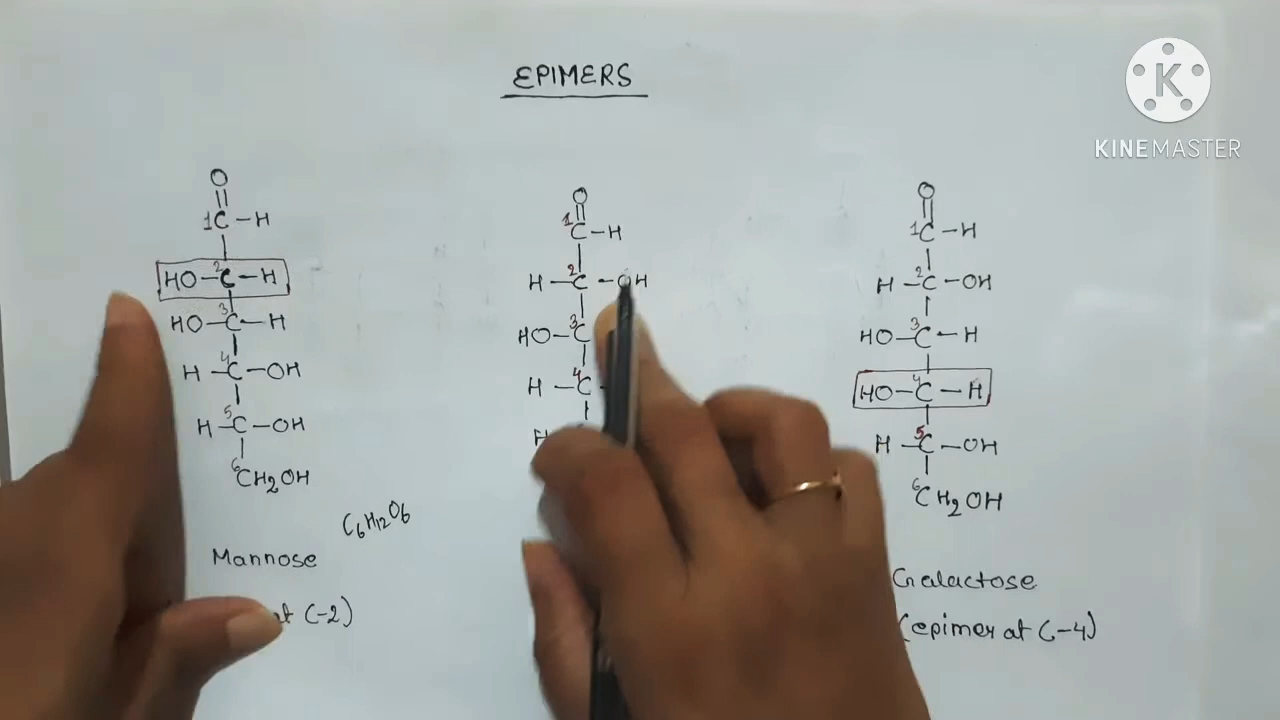 EPIMERS
KINEMASTER
O
1C-H
HO-2C-H
HO-3C-H
H-4C-OH
H-5C-OH
6CH2OH
C6H12O6
Mannose
at C-2)
O
1C-H
H-2C-OH
HO-3C
H-4C
H
O
1C-H
H-2C-OH
HO-3C-H
HO-4C-H
H-5C-OH
6CH2OH
Galactose
(epimer at C-4)